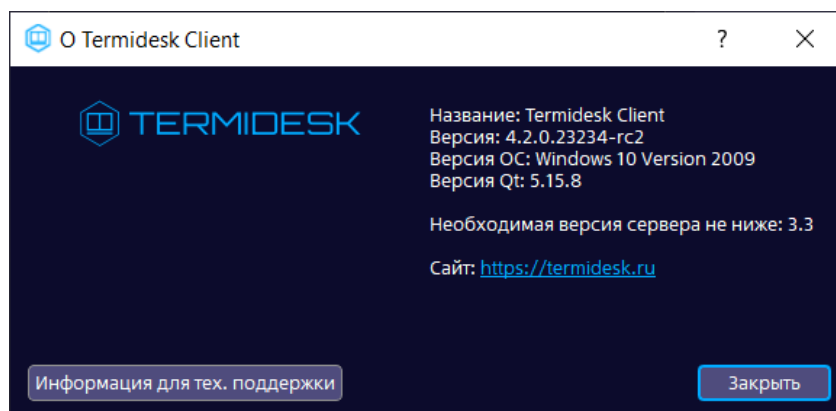 О Termidesk Client
?
TERMIDESK
Название: Termidesk Client
Версия: 4.2.0.23234-rc2
Версия ОС: Windows 10 Version 2009
Версия Qt: 5.15.8
Необходимая версия сервера не ниже: 3.3
Сайт: https://termidesk.ru
Информация для тех. поддержки
Закрыть